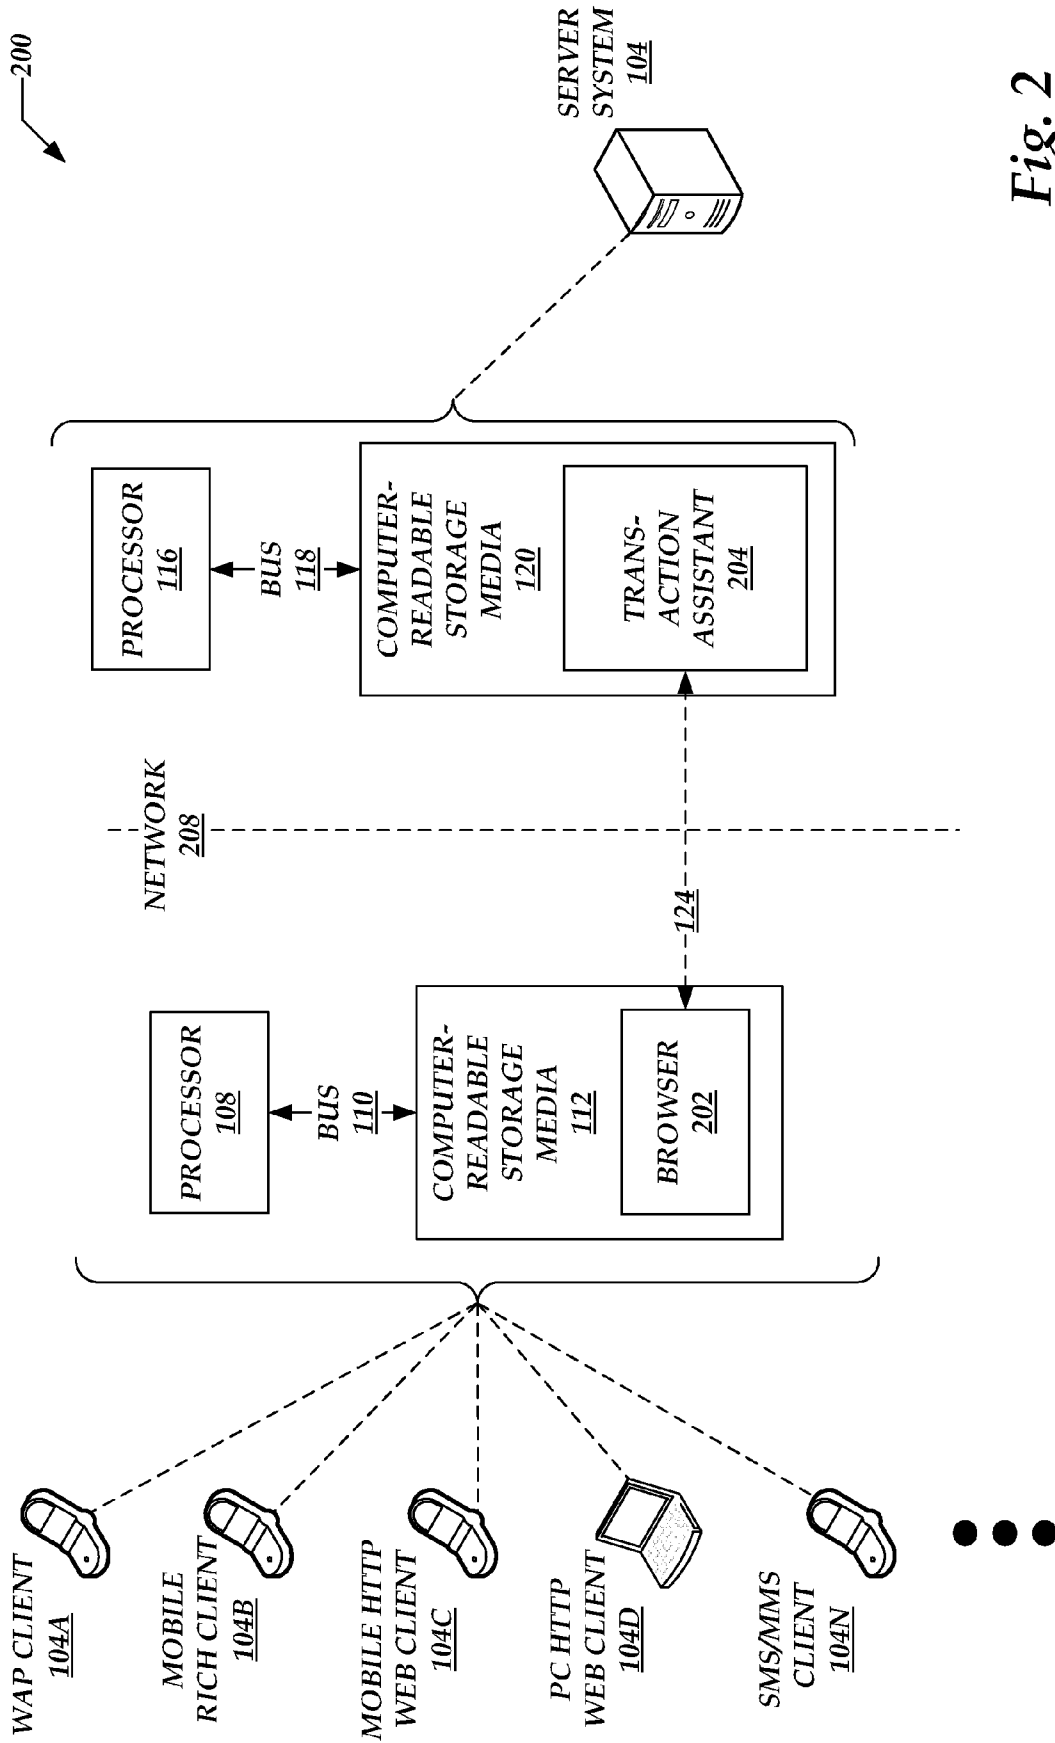 200
WAP CLIENT
104A
MOBILE
RICH CLIENT
104B
MOBILE HTTP
WEB CLIENT
104C
PC HTTP
WEB CLIENT
104D
SMS/MMS
CLIENT
104N
PROCESSOR
108
BUS
110
COMPUTER-
READABLE
STORAGE
MEDIA
112
BROWSER
202
NETWORK
208
124
PROCESSOR
116
BUS
118
COMPUTER-
READABLE
STORAGE
MEDIA
120
TRANS-
ACTION
ASSISTANT
204
SERVER
SYSTEM
104
Fig. 2